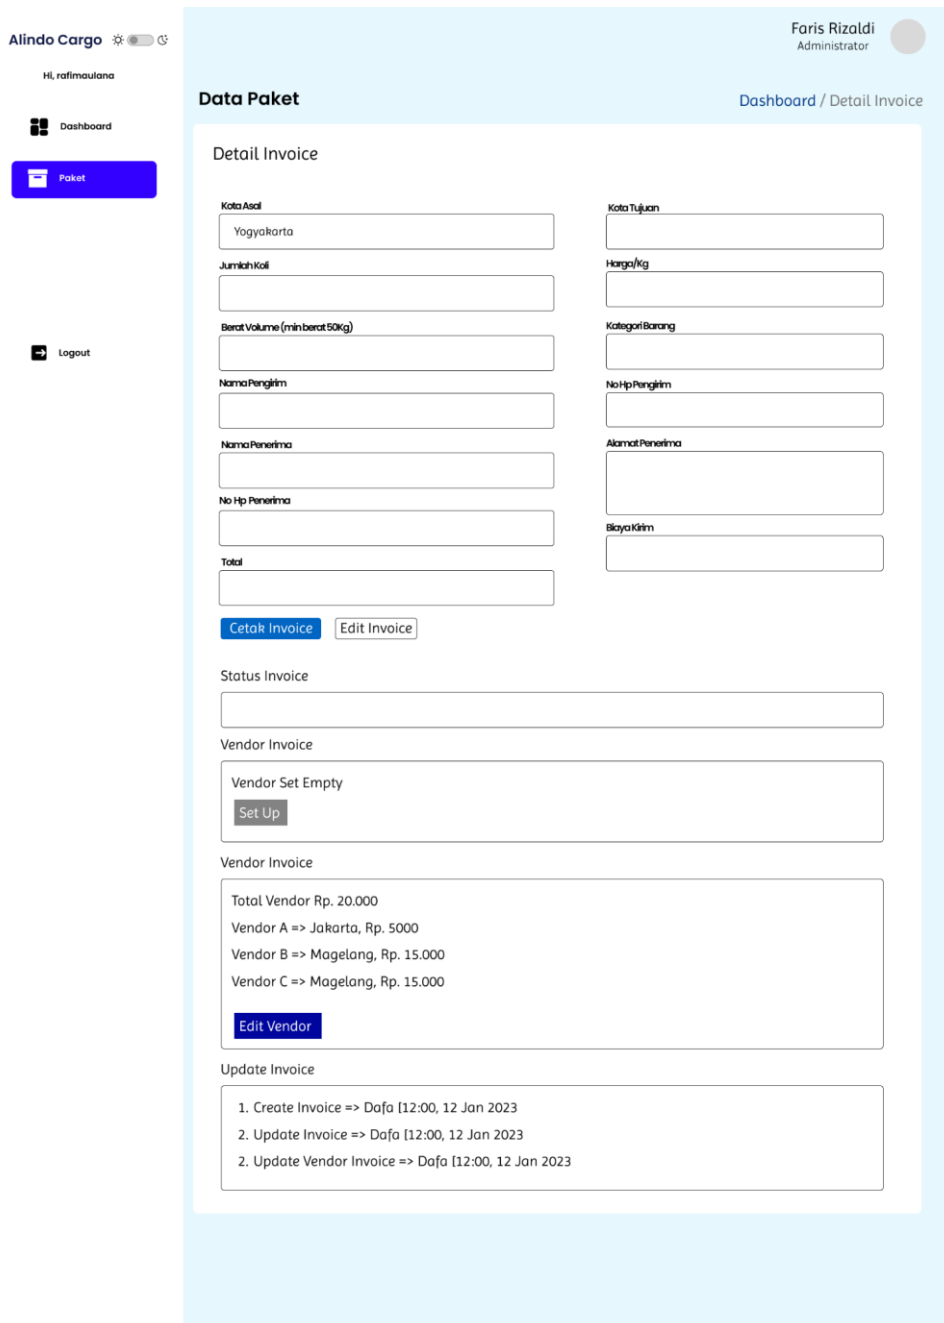 Alindo Cargo
Hi, rafimaulana
Dashboard
Paket
Logout
Faris Rizaldi
Administrator
Data Paket
Dashboard / Detail Invoice
Detail Invoice
Kota Asal
Yogyakarta
Kota Tujuan
Jumlah Koli
Harga/Kg
Berat Volume (min berat 50Kg)
Kategori Barang
Nama Pengirim
No Hp Pengirim
Nama Penerima
Alamat Penerima
No Hp Penerima
Biaya Kirim
Total
Cetak Invoice
Edit Invoice
Status Invoice
Vendor Invoice
Vendor Set Empty
Set Up
Vendor Invoice
Total Vendor Rp. 20.000
Vendor A => Jakarta, Rp. 5000
Vendor B => Magelang, Rp. 15.000
Vendor C => Magelang, Rp. 15.000
Edit Vendor
Update Invoice
1. Create Invoice => Dafa [12:00, 12 Jan 2023
2. Update Invoice => Dafa [12:00, 12 Jan 2023
2. Update Vendor Invoice => Dafa [12:00, 12 Jan 2023